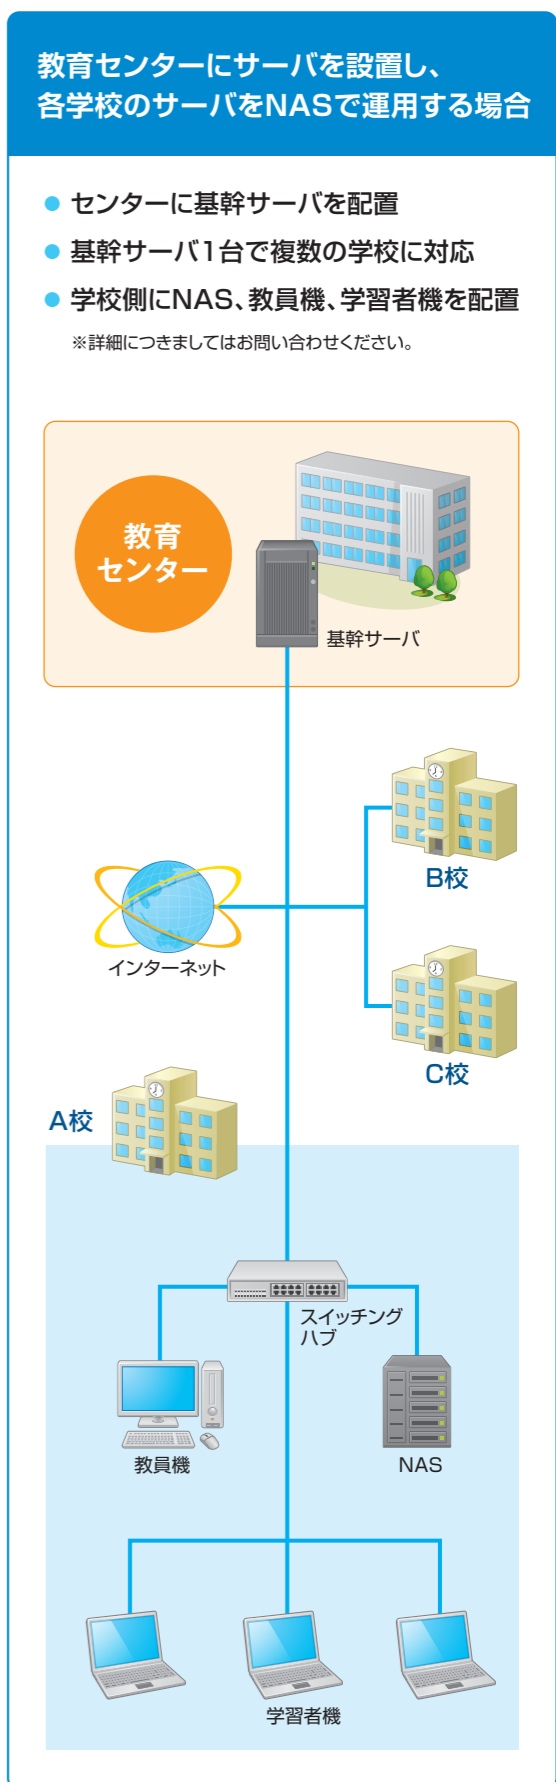 教育センターにサーバを設置し、
各学校のサーバをNASで運用する場合
● センターに基幹サーバを配置
● 基幹サーバ1台で複数の学校に対応
● 学校側にNAS、教員機、学習者機を配置
※詳細につきましてはお問い合わせください。
教育
センター
基幹サーバ
B校
インターネット
C校
A校
スイッチング
ハブ
教員機
NAS
学習者機